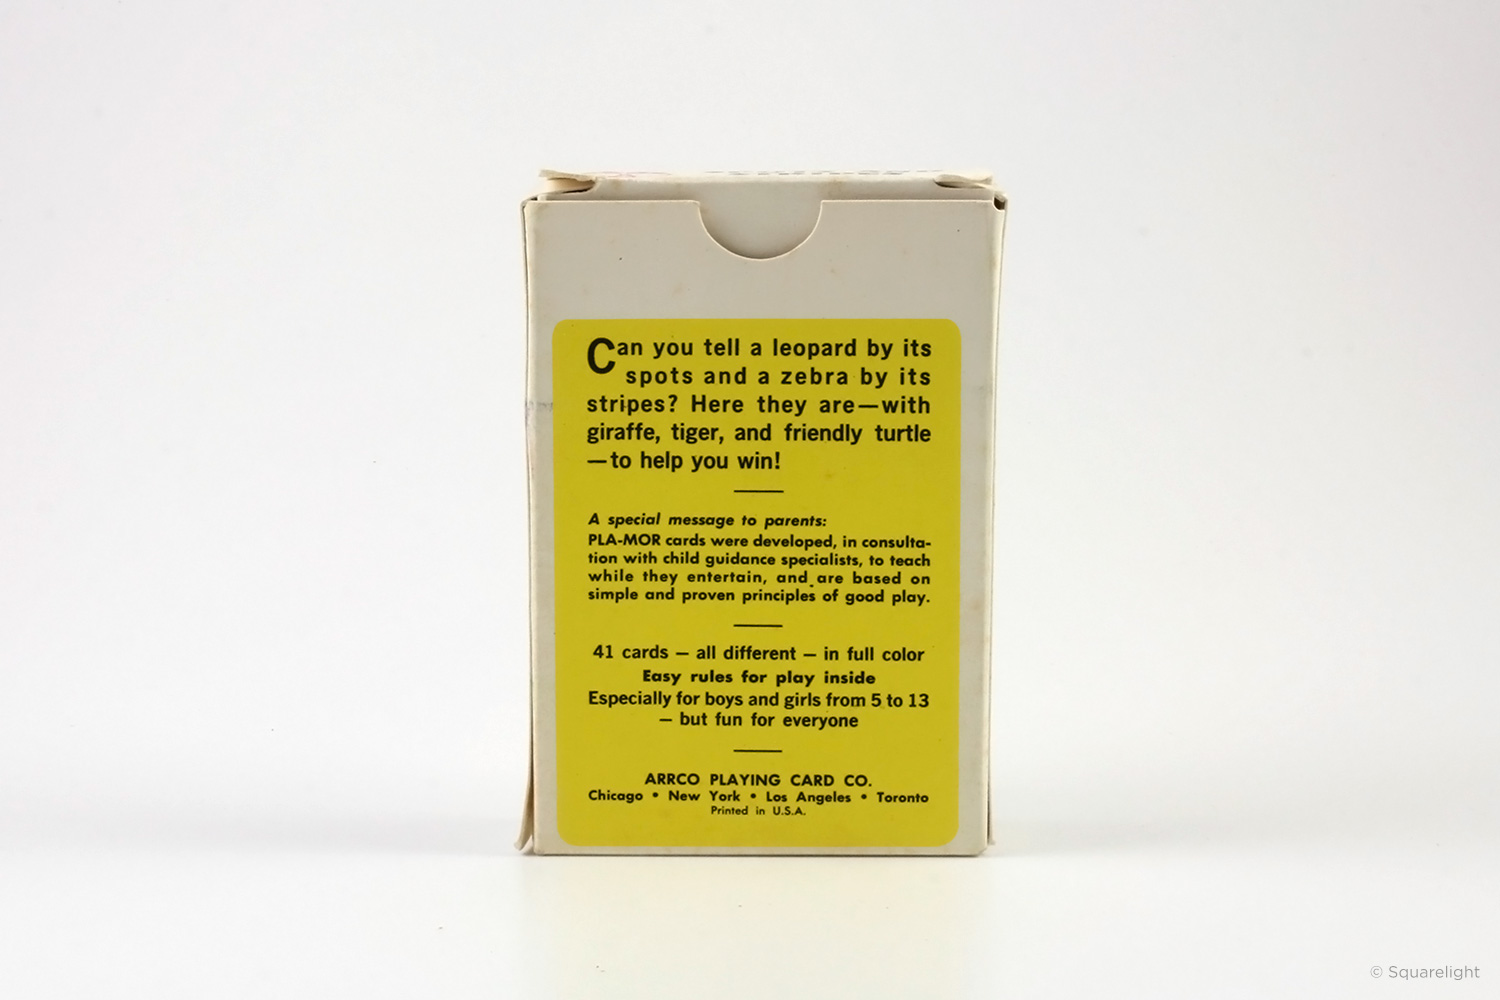 Can you tell a leopard by its
spots and a zebra by its
stripes? Here they are—with
giraffe, tiger, and friendly turtle
—to help you win!
A special message to parents:
PLA-MOR cards were developed, in consulta-
tion with child guidance specialists, to teach
while they entertain, and are based on
simple and proven principles of good play.
41 cards — all different — in full color
Easy rules for play inside
Especially for boys and girls from 5 to 13
— but fun for everyone
ARRCO PLAYING CARD CO.
Chicago • New York • Los Angeles • Toronto
Printed in U.S.A.
© Squarelight